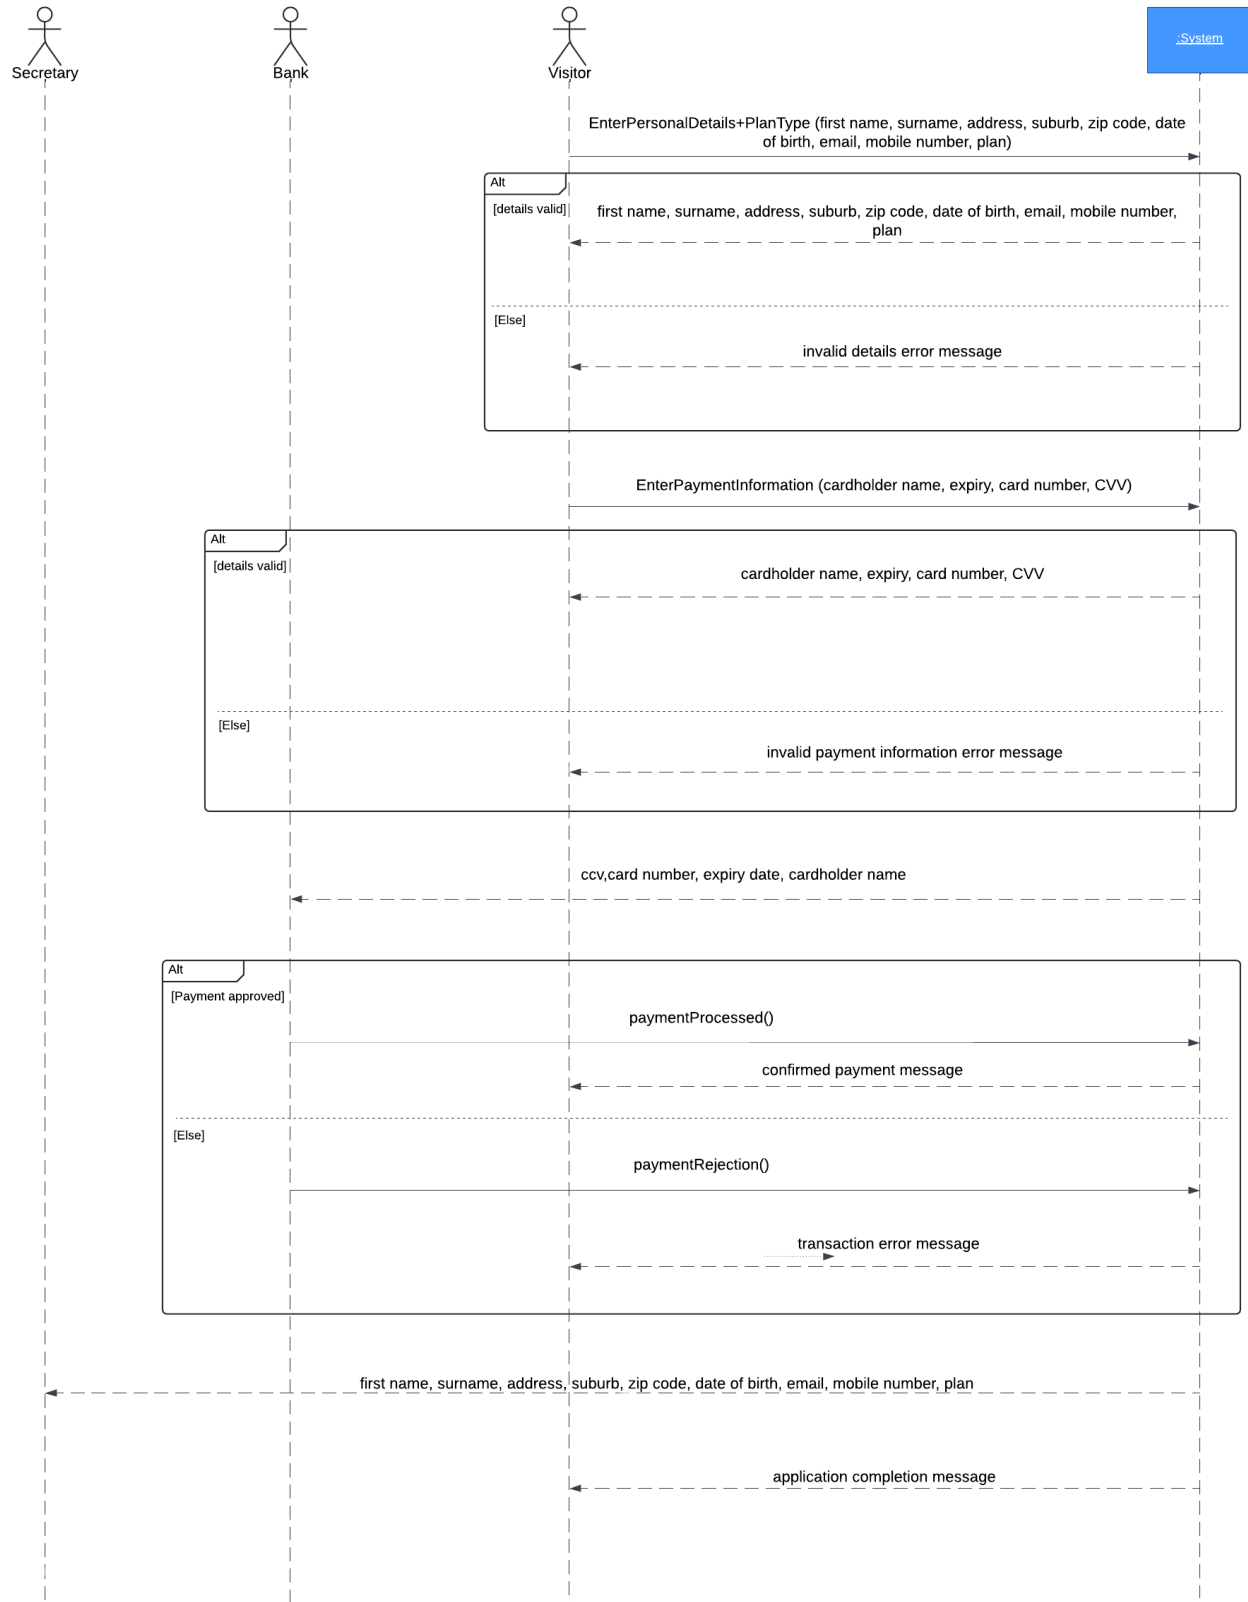 Secretary
Bank
Visitor
:System
EnterPersonalDetails+PlanType (first name, surname, address, suburb, zip code, date
of birth, email, mobile number, plan)
Alt
[details valid]
first name, surname, address, suburb, zip code, date of birth, email, mobile number,
plan
[Else]
invalid details error message
EnterPaymentInformation (cardholder name, expiry, card number, CVV)
Alt
[details valid]
cardholder name, expiry, card number, CVV
[Else]
invalid payment information error message
ccv,card number, expiry date, cardholder name
Alt
[Payment approved]
paymentProcessed()
confirmed payment message
[Else]
paymentRejection()
transaction error message
first name, surname, address, suburb, zip code, date of birth, email, mobile number, plan
application completion message